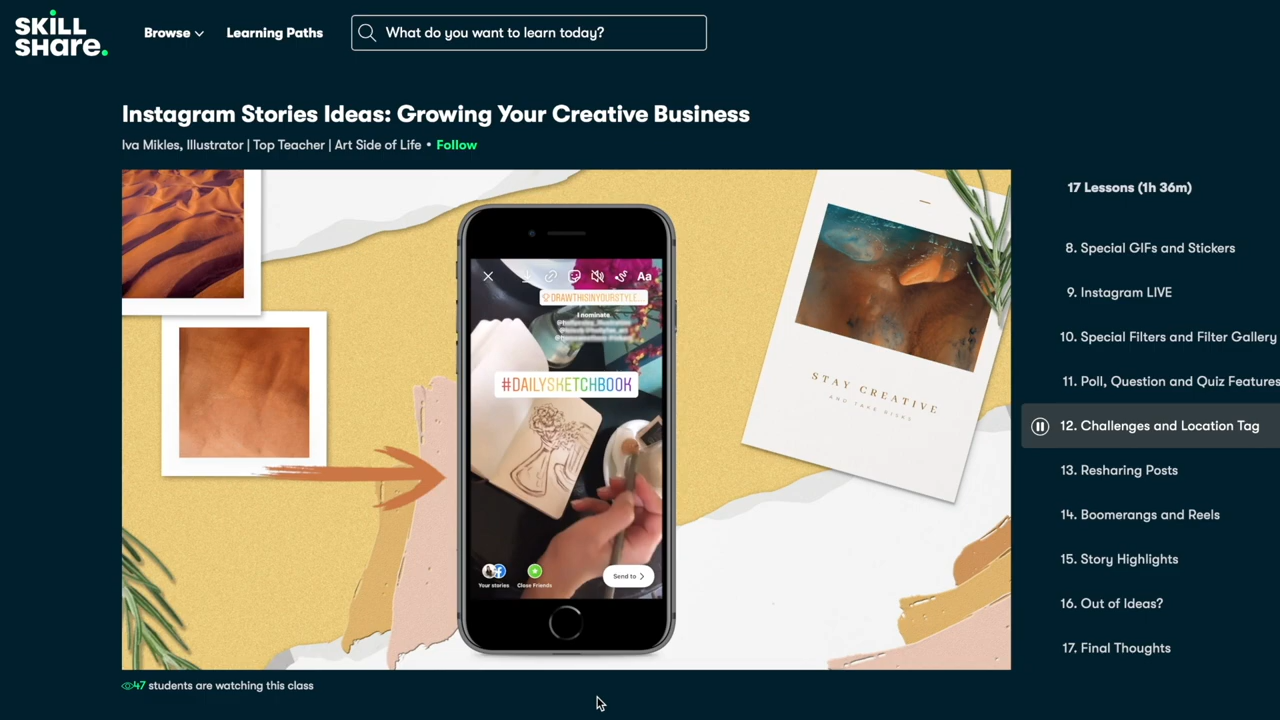 SKILL
SHare.
Browse
Learning Paths
What do you want to learn today?
Instagram Stories Ideas: Growing Your Creative Business
Iva Mikles, Illustrator | Top Teacher | Art Side of Life • Follow
17 Lessons (1h 36m)
8. Special GIFs and Stickers
9. Instagram LIVE
10. Special Filters and Filter Gallery
11. Poll, Question and Quiz Features
12. Challenges and Location Tag
13. Resharing Posts
14. Boomerangs and Reels
15. Story Highlights
16. Out of Ideas?
17. Final Thoughts
Aa
DRAWTHISINYOURSTYLE...
I nominate
#DAILYSKETCHBOOK
Your stories
Close Friends
Send to
STAY CREATIVE
AND TAKE RISKS
47 students are watching this class